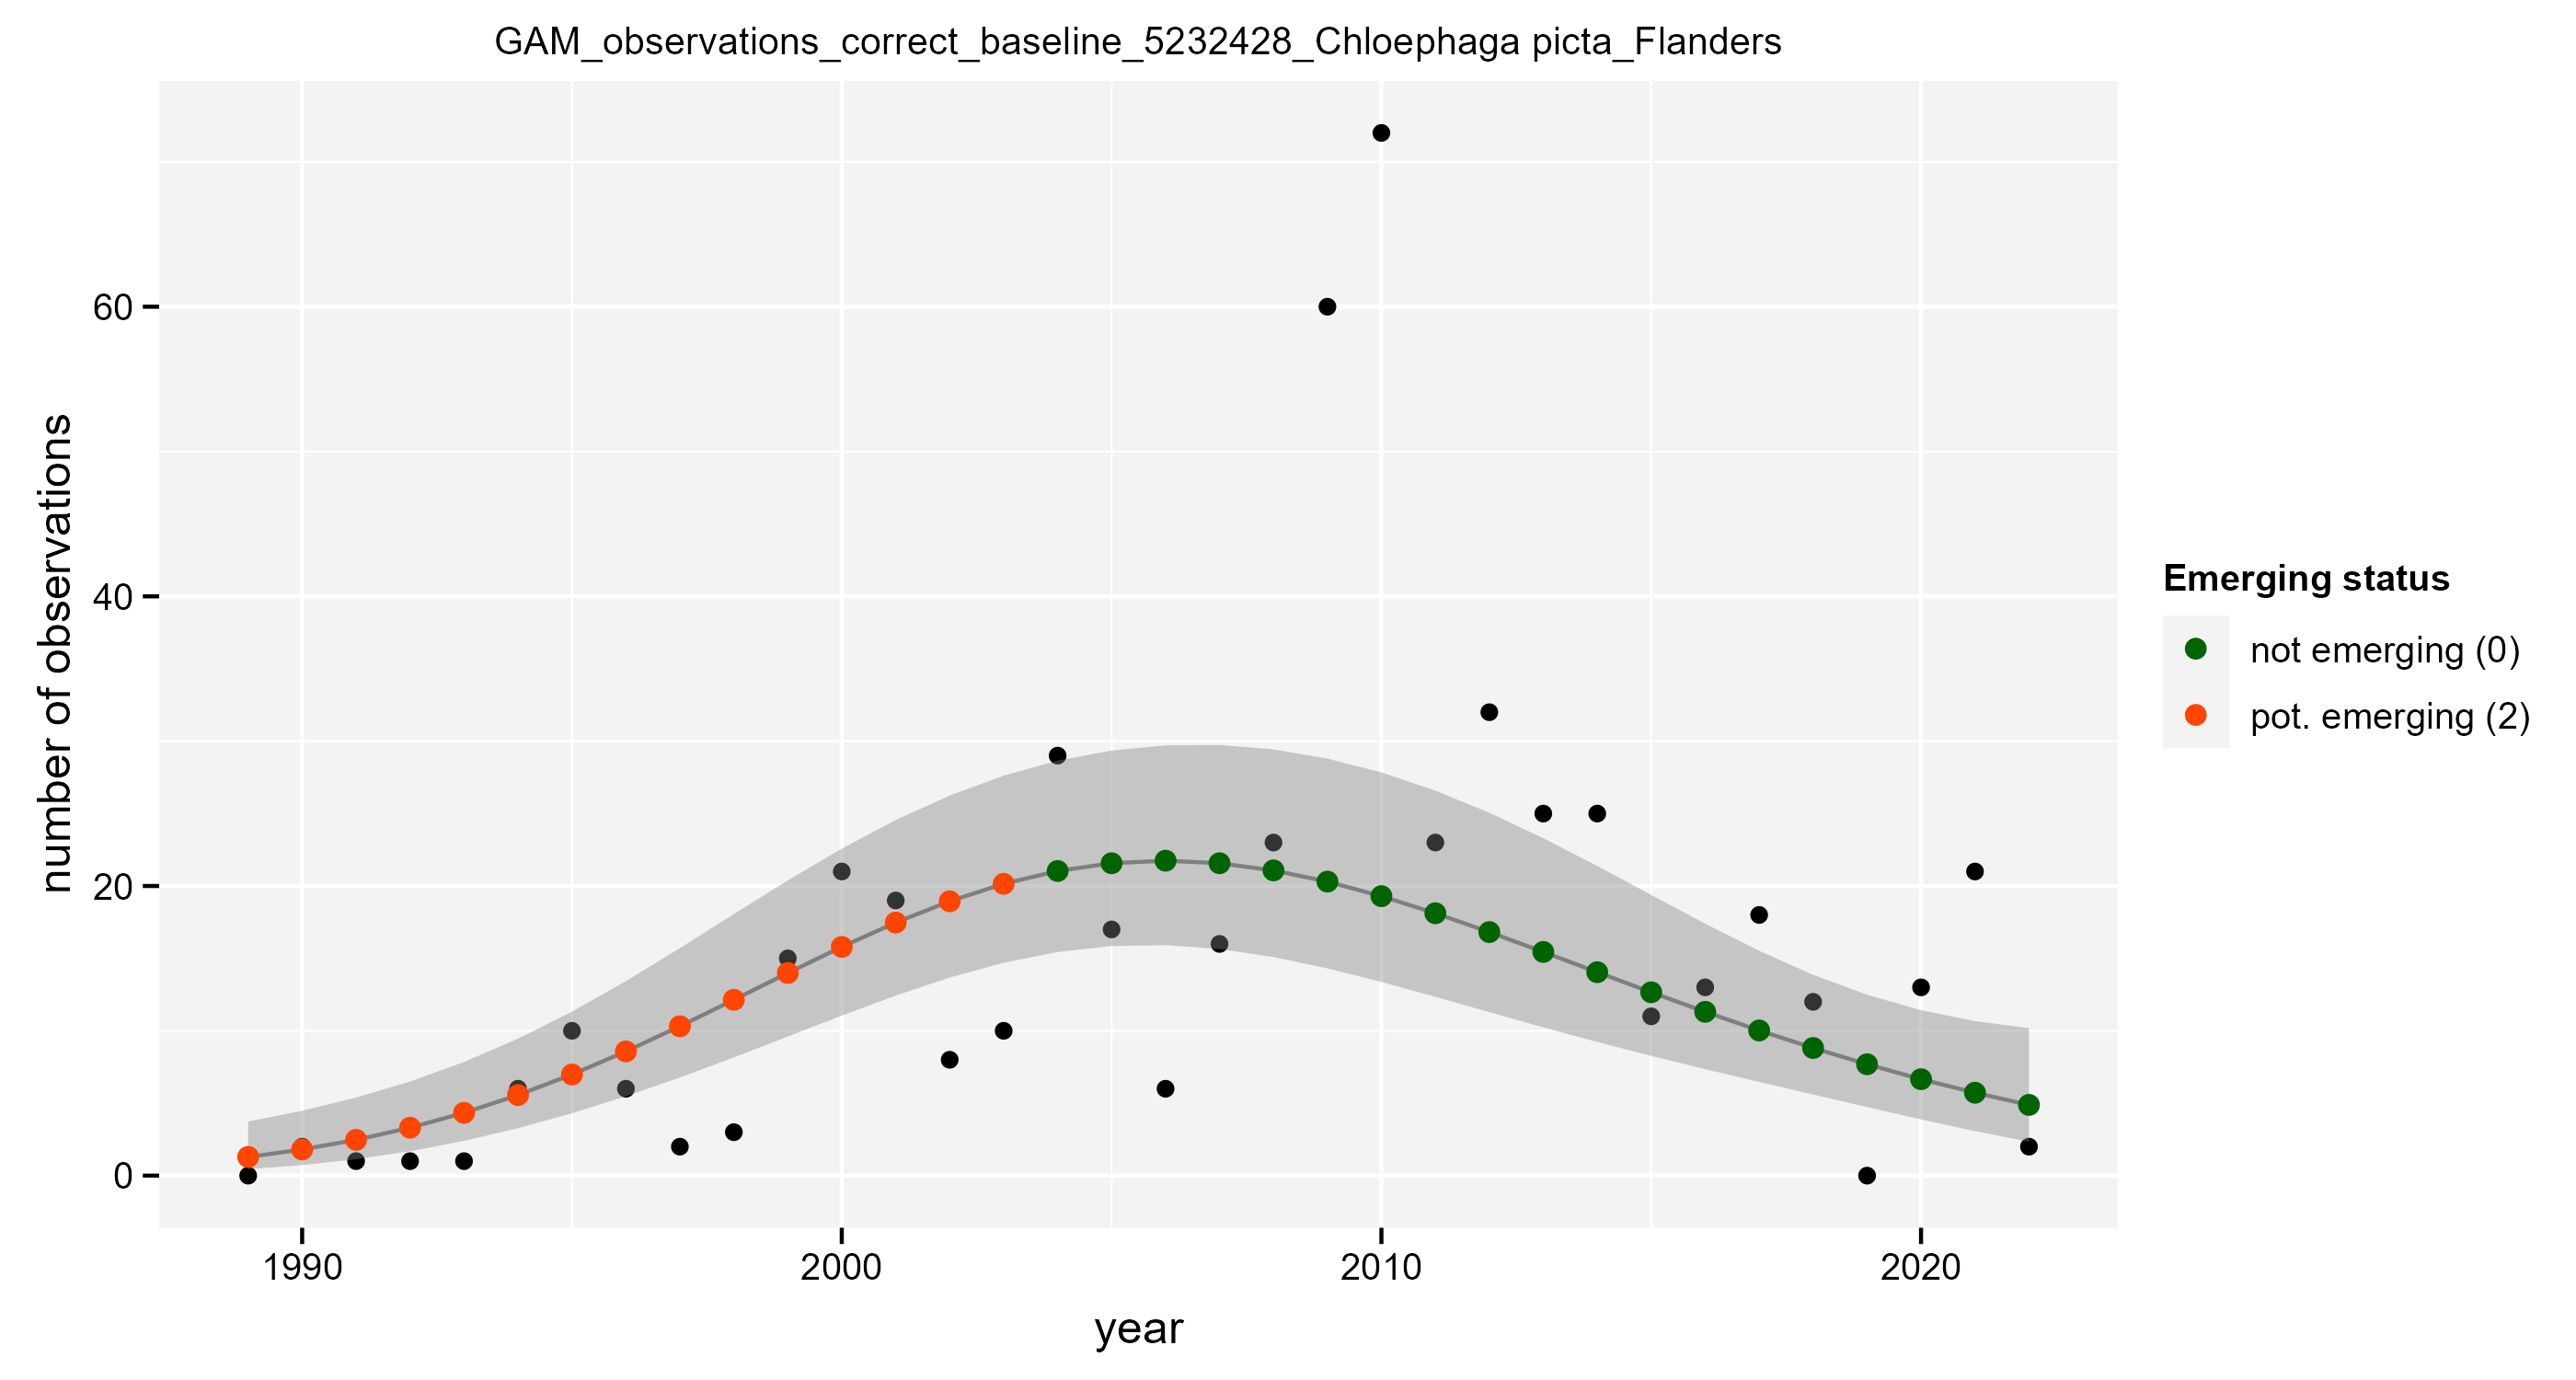 GAM_observations_correct_baseline_5232428_Chloephaga picta_Flanders
number of observations
60
40
20
0
1990
2000
2010
2020
year
Emerging status
not emerging (0)
pot. emerging (2)